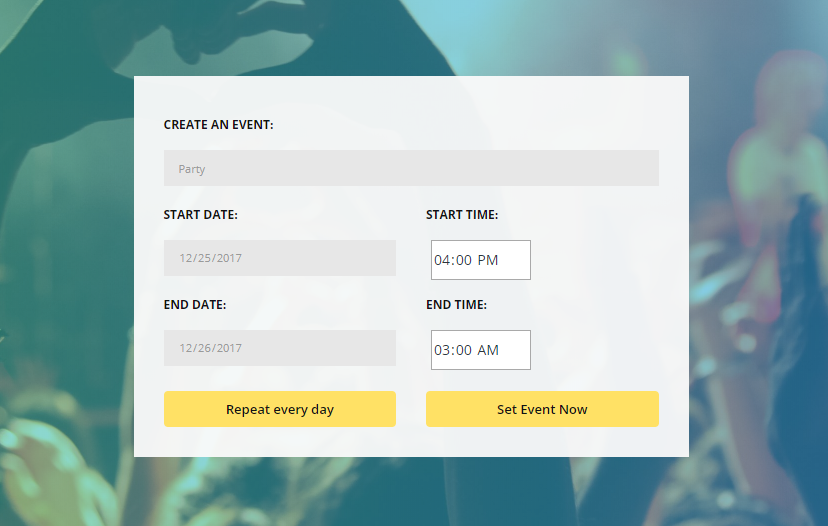 CREATE AN EVENT:
Party
START DATE:
START TIME:
12/25/2017
04:00 PM
END DATE:
END TIME:
12/26/2017
03:00 AM
Repeat every day
Set Event Now